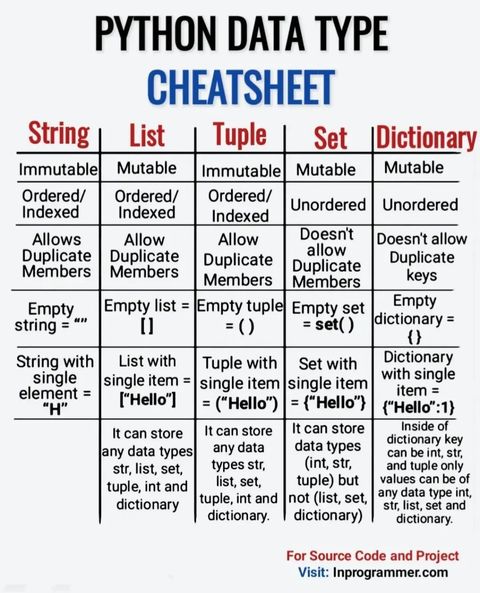 PYTHON DATA TYPE
CHEATSHEET
String List Tuple Set Dictionary
Immutable Mutable Immutable Mutable Mutable
Ordered/
Indexed
Ordered/
Indexed
Ordered/
Indexed
Unordered
Unordered
Allows
Duplicate
Members
Allow
Duplicate
Members
Allow
Duplicate
Members
Doesn't
allow
Duplicate
Members
Doesn't allow
Duplicate
keys
Empty
string = “”
Empty list =
[ ]
Empty tuple
= ( )
Empty set
= set( )
Empty
dictionary =
{ }
String with
single
element =
“H”
List with
single item =
[“Hello”]
Tuple with
single item
= (“Hello”)
Set with
single item
= {“Hello”}
Dictionary
with single
item =
{“Hello”:1}
It can store
any data types
str, list, set,
tuple, int and
dictionary
It can store
any data
types str,
list, set,
tuple, int and
dictionary.
It can store
data types
(int, str,
tuple) but
not (list, set,
dictionary)
Inside of
dictionary key
can be int, str,
and tuple only
values can be of
any data type int,
str, list, set and
dictionary.
For Source Code and Project
Visit: Inprogrammer.com